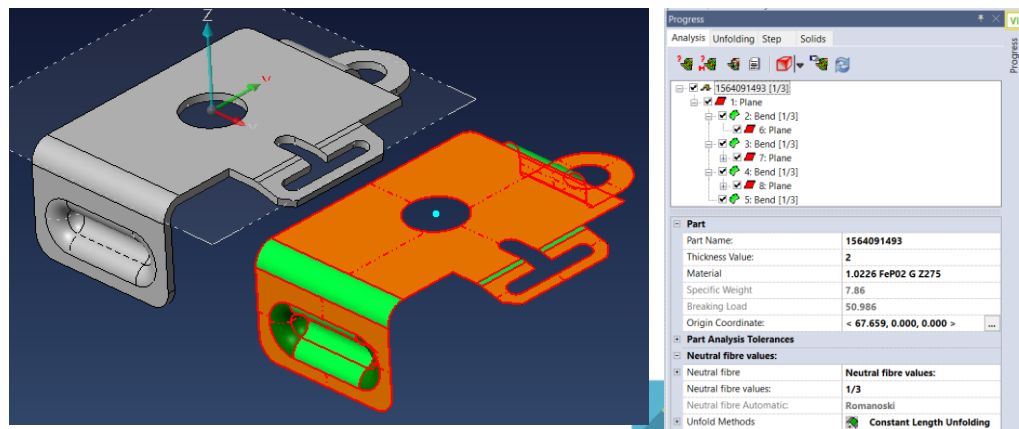 Z
Progress
Analysis Unfolding Step Solids
1564091493 [1/3]
1: Plane
2: Bend [1/3]
6: Plane
3: Bend [1/3]
7: Plane
4: Bend [1/3]
8: Plane
5: Bend [1/3]
Part
Part Name: 1564091493
Thickness Value: 2
Material 1.0226 FeP02 G Z275
Specific Weight 7.86
Breaking Load 50.986
Origin Coordinate: < 67.659, 0.000, 0.000 > ...
Part Analysis Tolerances
Neutral fibre values:
Neutral fibre Neutral fibre values:
Neutral fibre values: 1/3
Neutral fibre Automatic: Romanoski
Unfold Methods Constant Length Unfolding
Vi
Progress